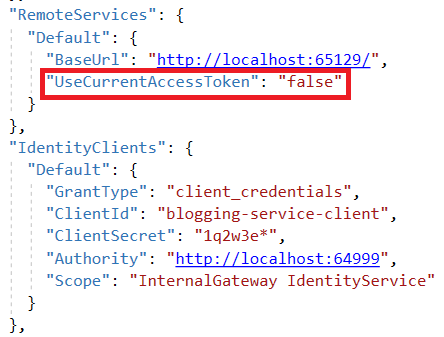 "RemoteServices": {
"Default": {
"BaseUrl": "http://localhost:65129/",
"UseCurrentAccessToken": "false"
}
},
"IdentityClients": {
"Default": {
"GrantType": "client_credentials",
"ClientId": "blogging-service-client",
"ClientSecret": "1q2w3e*",
"Authority": "http://localhost:64999",
"Scope": "InternalGateway IdentityService"
}
},